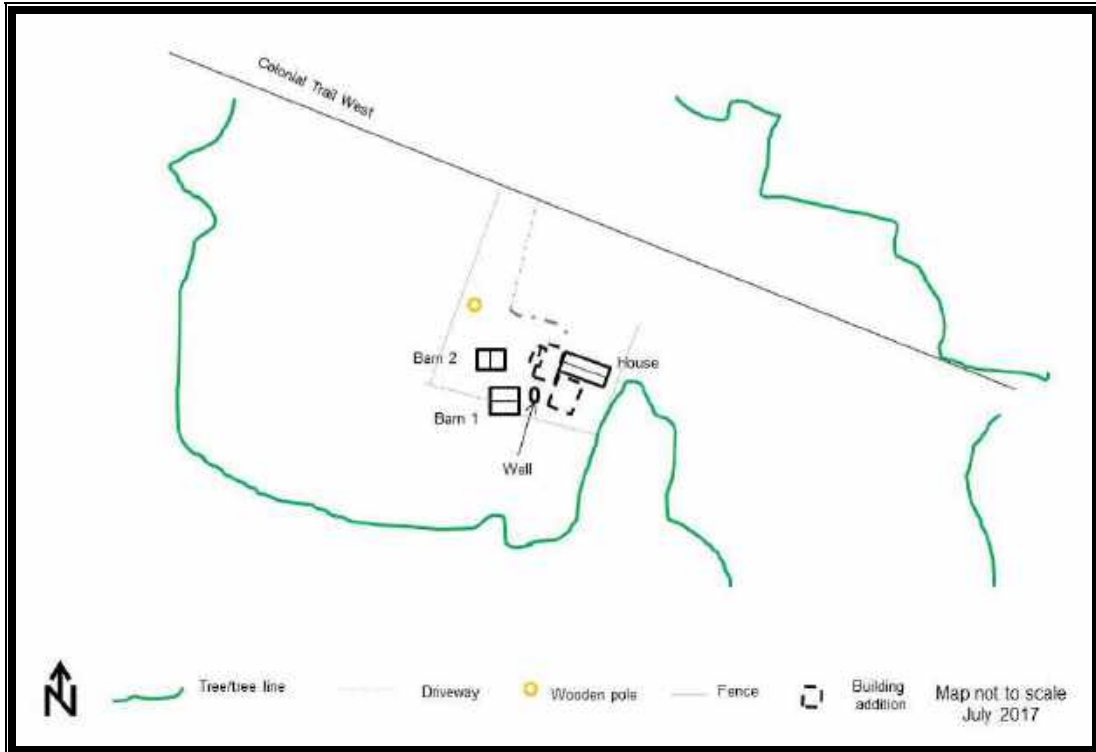 Colonial Trail West
Barn 2
House
Barn 1
Well
N
Tree/tree line
Driveway
Wooden pole
Fence
Building
addition
Map not to scale
July 2017